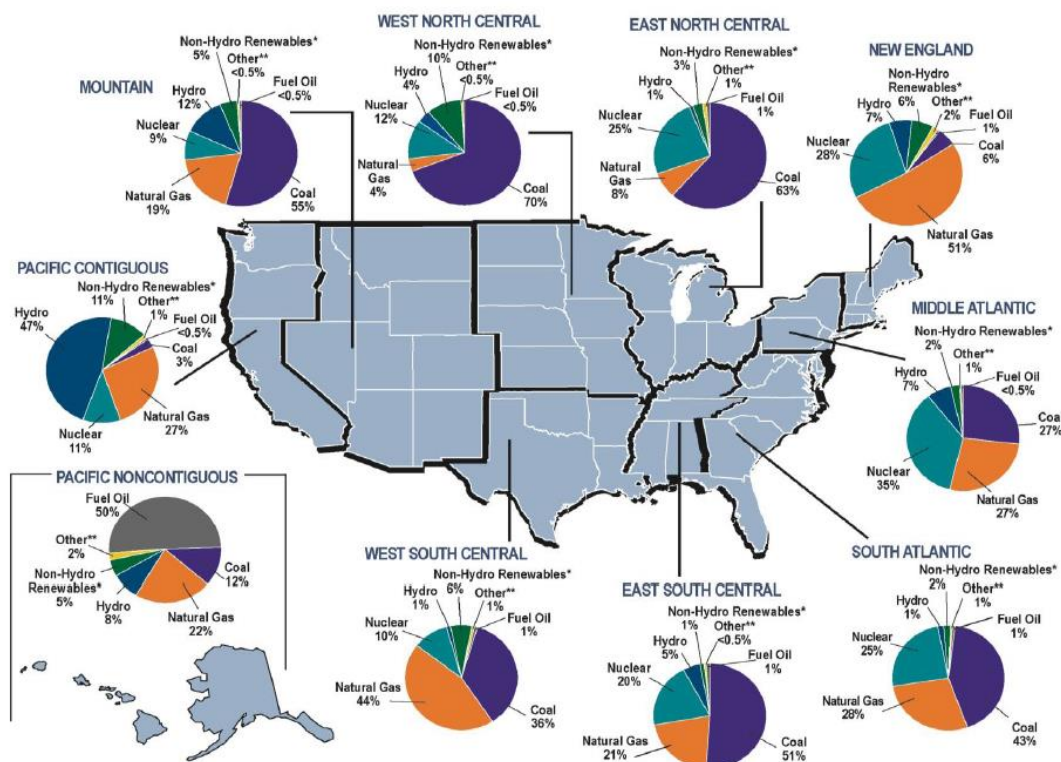 WEST NORTH CENTRAL
Non-Hydro Renewables*
10%
Other**
<0.5%
Hydro
4%
Fuel Oil
<0.5%
Nuclear
12%
Natural
Gas
4%
Coal
70%
EAST NORTH CENTRAL
Non-Hydro Renewables*
3%
Other**
1%
Hydro
1%
Fuel Oil
1%
Nuclear
25%
Natural
Gas
8%
Coal
63%
MOUNTAIN
Non-Hydro Renewables*
5%
Other**
<0.5%
Hydro
12%
Fuel Oil
<0.5%
Nuclear
9%
Natural Gas
19%
Coal
55%
NEW ENGLAND
Non-Hydro
Renewables*
6%
Other**
2%
Hydro
7%
Fuel Oil
1%
Nuclear
28%
Coal
6%
Natural Gas
51%
PACIFIC CONTIGUOUS
Non-Hydro Renewables*
11%
Other**
1%
Hydro
47%
Fuel Oil
<0.5%
Coal
3%
Natural Gas
27%
Nuclear
11%
MIDDLE ATLANTIC
Non-Hydro Renewables*
2%
Other**
1%
Hydro
7%
Fuel Oil
<0.5%
Coal
27%
Nuclear
35%
Natural Gas
27%
PACIFIC NONCONTIGUOUS
Fuel Oil
50%
Other**
2%
Coal
12%
Non-Hydro
Renewables*
5%
Hydro
8%
Natural Gas
22%
WEST SOUTH CENTRAL
Non-Hydro Renewables*
6%
Other**
1%
Hydro
1%
Fuel Oil
1%
Nuclear
10%
Natural Gas
44%
Coal
36%
EAST SOUTH CENTRAL
Non-Hydro Renewables*
1%
Other**
<0.5%
Hydro
5%
Fuel Oil
1%
Nuclear
20%
Natural Gas
21%
Coal
51%
SOUTH ATLANTIC
Non-Hydro Renewables*
2%
Other**
1%
Hydro
1%
Fuel Oil
1%
Nuclear
25%
Natural Gas
28%
Coal
43%